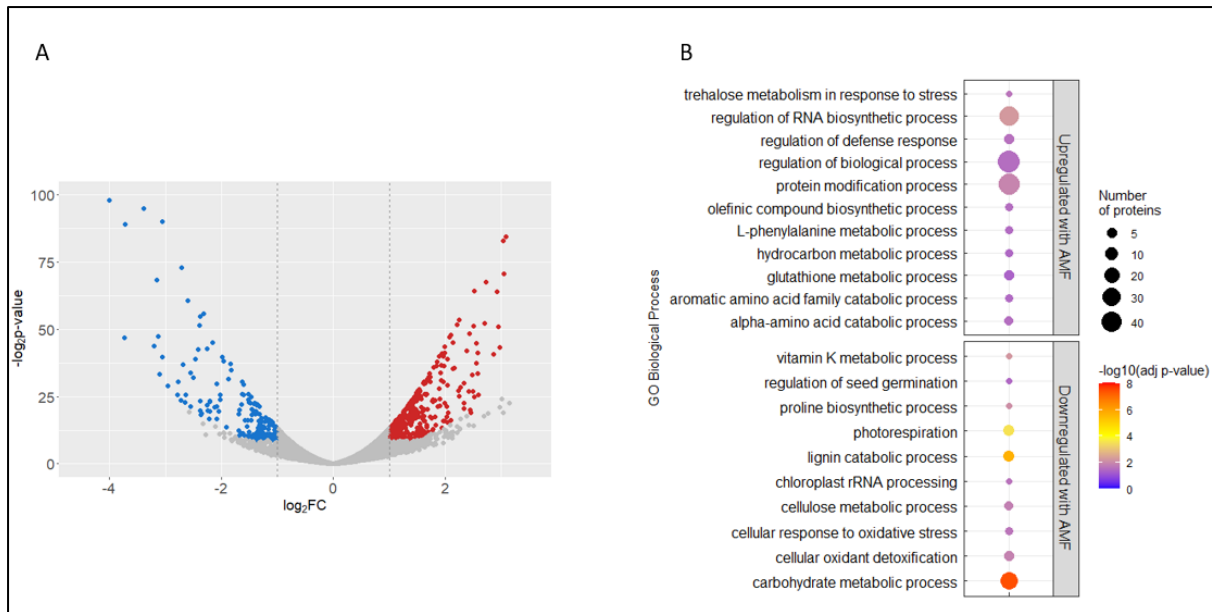 A
100
75
50
25
0
-log₂p-value
-4
-2
0
2
log₂FC
B
GO Biological Process
trehalose metabolism in response to stress
regulation of RNA biosynthetic process
regulation of defense response
regulation of biological process
protein modification process
olefinic compound biosynthetic process
L-phenylalanine metabolic process
hydrocarbon metabolic process
glutathione metabolic process
aromatic amino acid family catabolic process
alpha-amino acid catabolic process
Upregulated with AMF
vitamin K metabolic process
regulation of seed germination
proline biosynthetic process
photorespiration
lignin catabolic process
chloroplast rRNA processing
cellulose metabolic process
cellular response to oxidative stress
cellular oxidant detoxification
carbohydrate metabolic process
Downregulated with AMF
Number
of proteins
5
10
20
30
40
-log10(adj p-value)
8
6
4
2
0